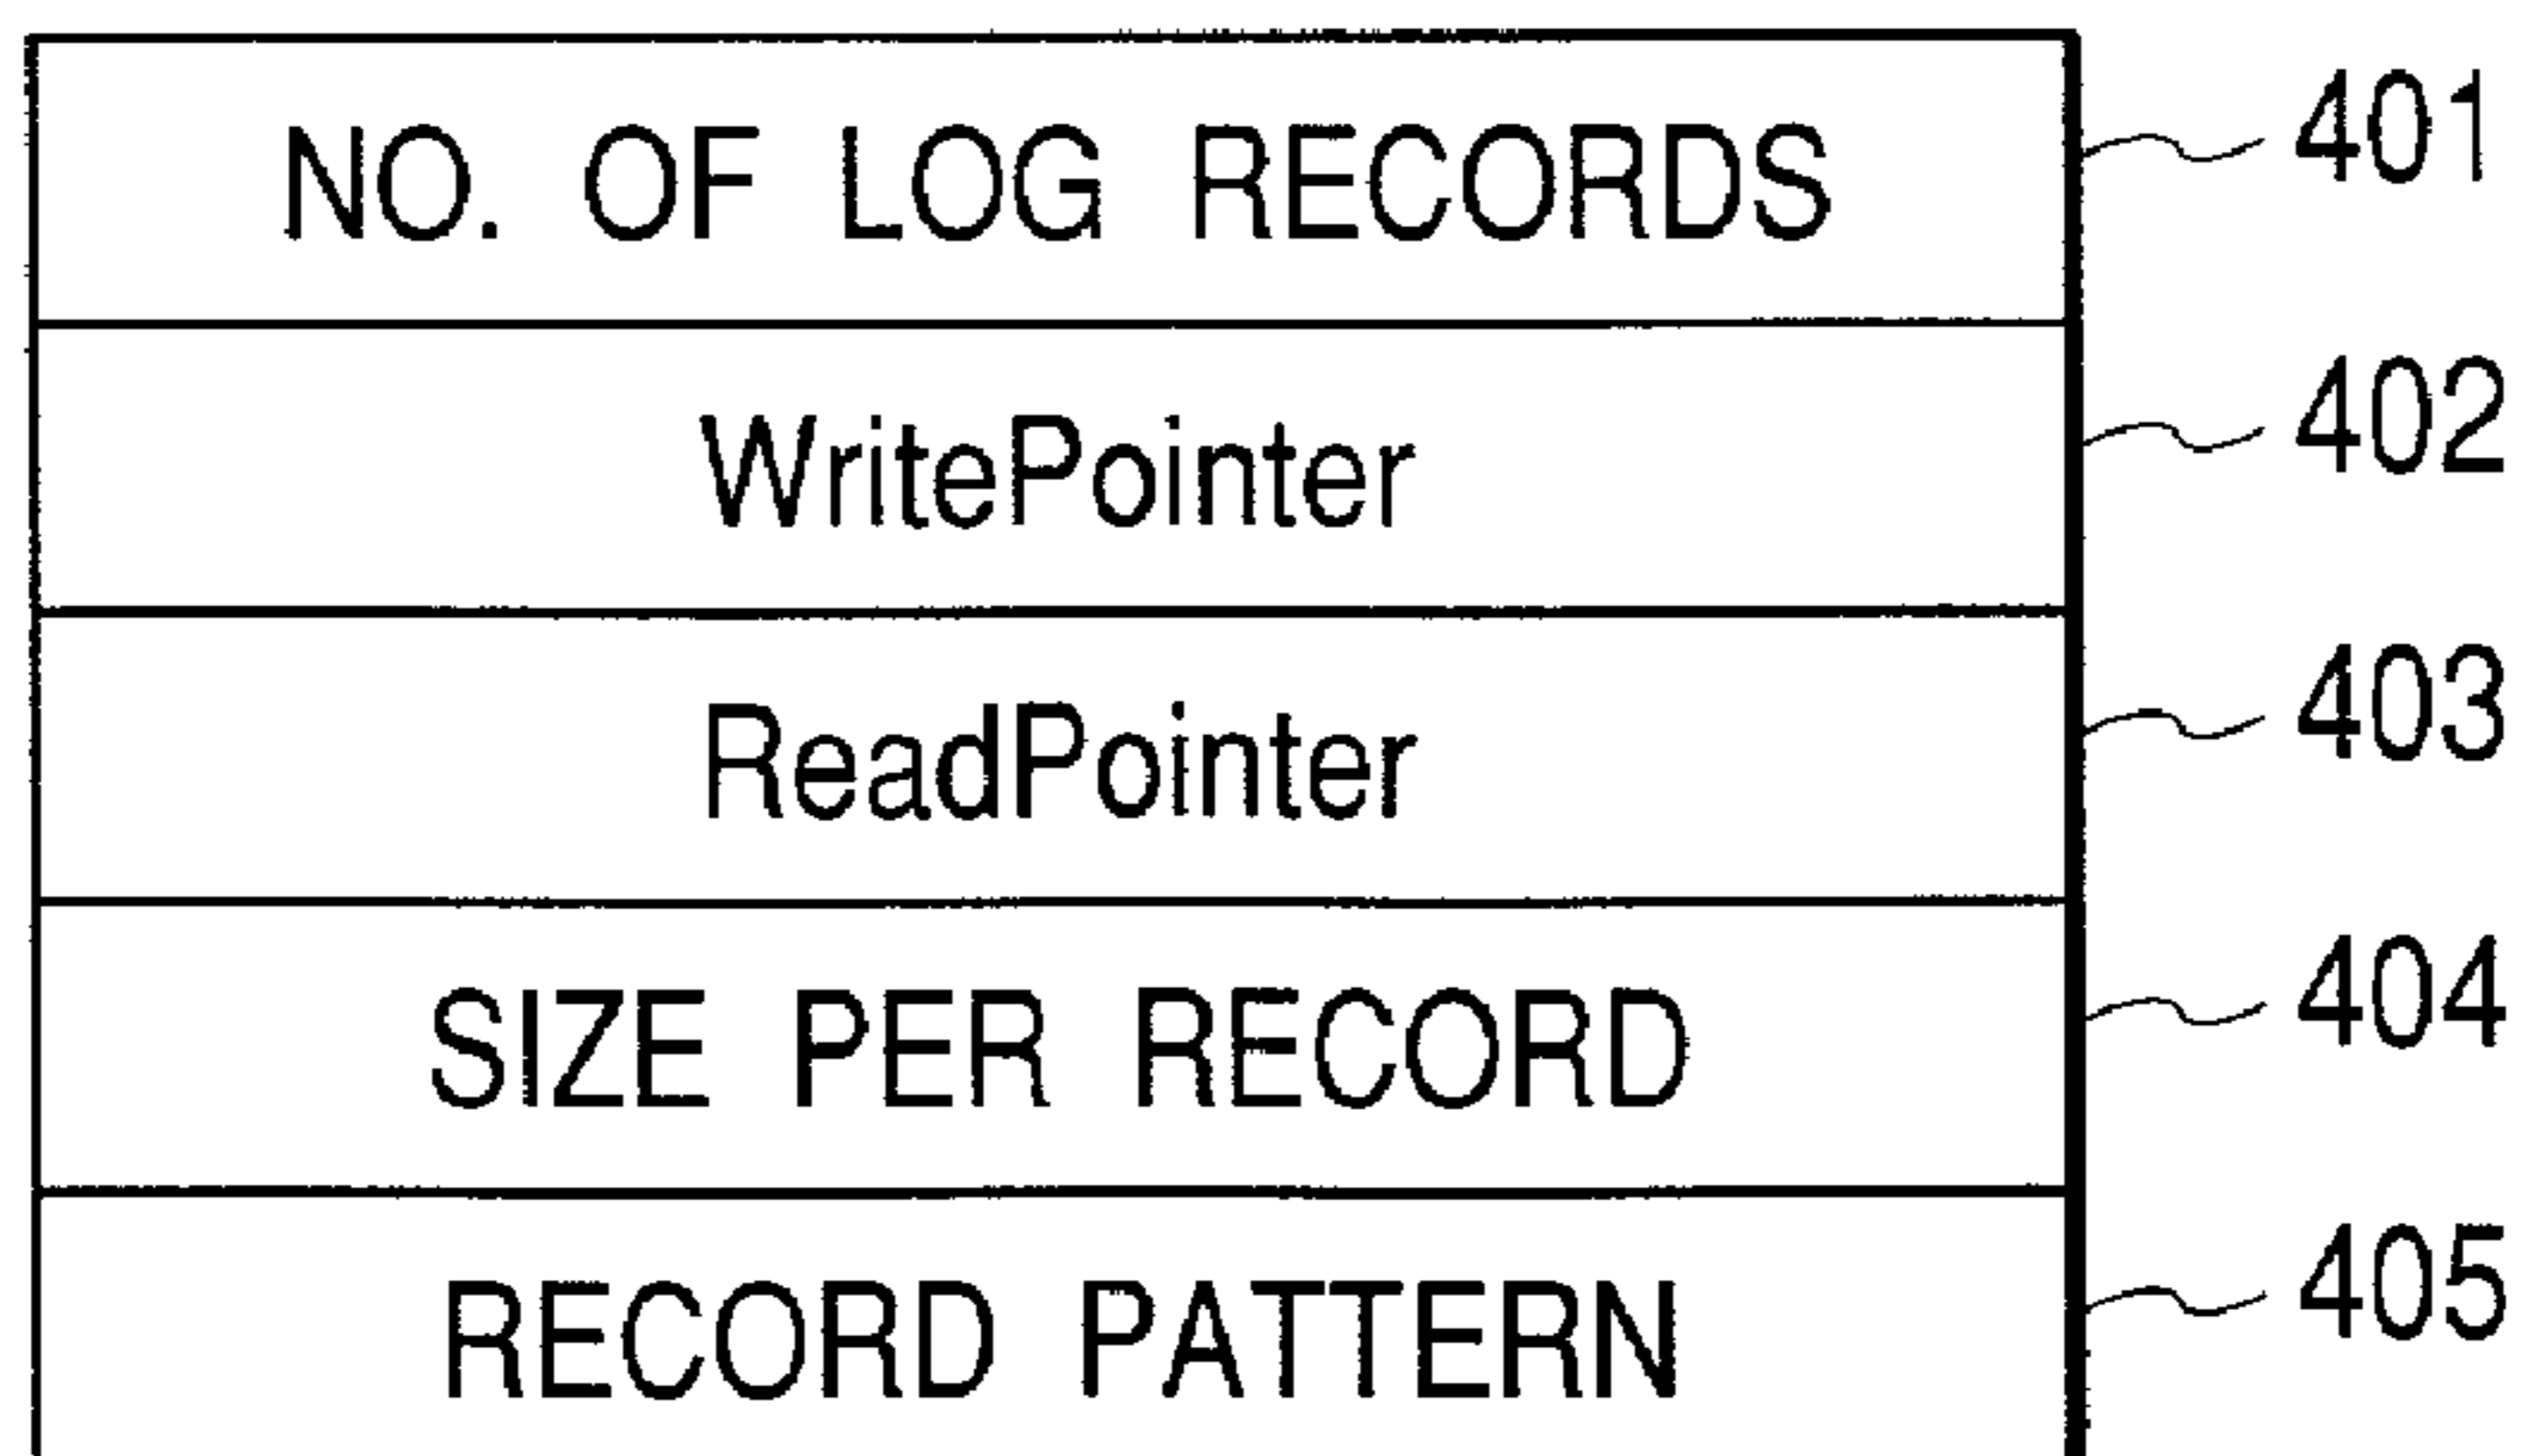 NO. OF LOG RECORDS 401
WritePointer 402
ReadPointer 403
SIZE PER RECORD 404
RECORD PATTERN 405